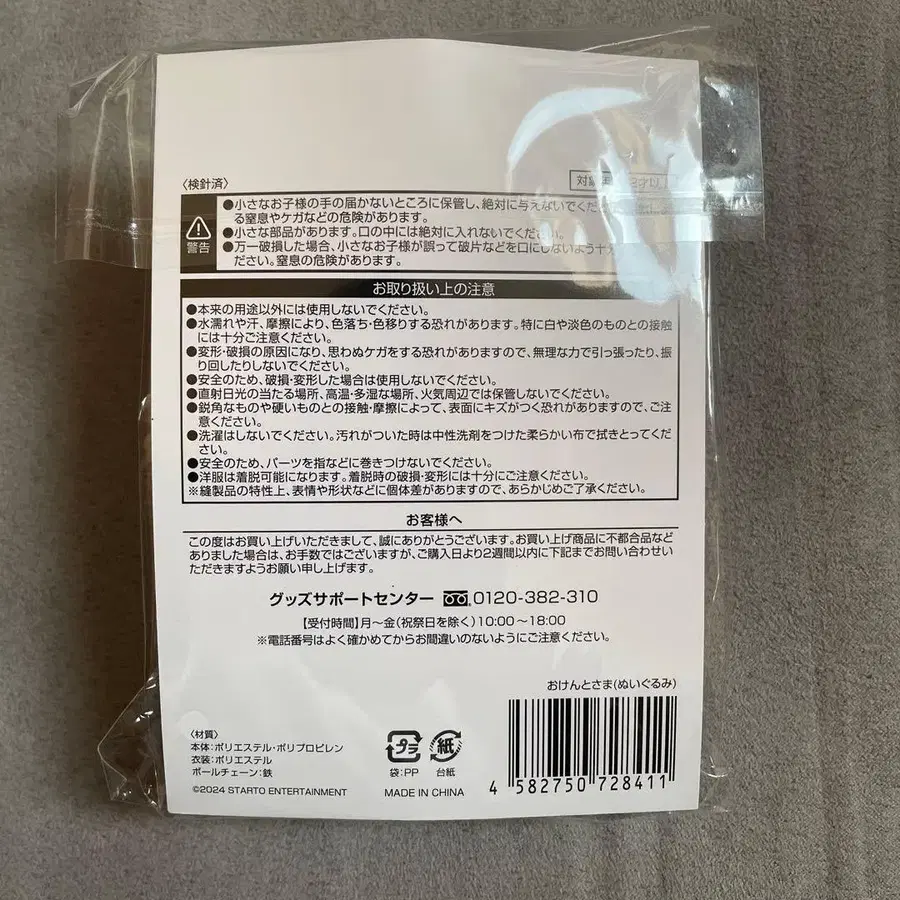 〈検針済〉
対象
警告
●小さなお子様の手の届かないところに保管し、絶対に与えないでくだ
る窒息やケガなどの危険があります。
●小さな部品があります。口の中には絶対に入れないでください。
●万一破損した場合、小さなお子様が誤って破片などを口にしないよう十
ださい。窒息の危険があります。
お取り扱い上の注意
●本来の用途以外には使用しないでください。
●水濡れや汗、摩擦により、色落ち・色移りする恐れがあります。特に白や淡色のものとの接触
には十分ご注意ください。
●変形・破損の原因になり、思わぬケガをする恐れがありますので、無理な力で引っ張ったり、振
り回したりしないでください。
●安全のため、破損・変形した場合は使用しないでください。
●直射日光の当たる場所、高温・多湿な場所、火気周辺では保管しないでください。
●鋭角なものや硬いものとの接触・摩擦によって、表面にキズがつく恐れがありますので、ご注
意ください。
●洗濯はしないでください。汚れがついた時は中性洗剤をつけた柔らかい布で拭きとってくだ
さい。
●安全のため、パーツを指などに巻きつけないでください。
●洋服は着脱可能になります。着脱時の破損・変形には十分にご注意ください。
※縫製品の特性上、表情や形状などに個体差がありますので、あらかじめご了承ください。
お客様へ
この度はお買い上げいただきまして、誠にありがとうございます。お買い上げ商品に不都合品など
ありました場合は、お手数ではございますが、ご購入日より2週間以内に下記までお問い合わせい
ただきますようお願い申し上げます。
グッズサポートセンター 0120-382-310
【受付時間】月～金(祝祭日を除く)10:00～18:00
※電話番号はよく確かめてからお間違いのないようにご注意ください。
おけんとさま(ぬいぐるみ)
〈材質〉
本体:ポリエステル・ポリプロピレン
衣装:ポリエステル
ボールチェーン:鉄
©2024 STARTO ENTERTAINMENT
プラ
袋:PP
紙
台紙
MADE IN CHINA
4 582750 728411